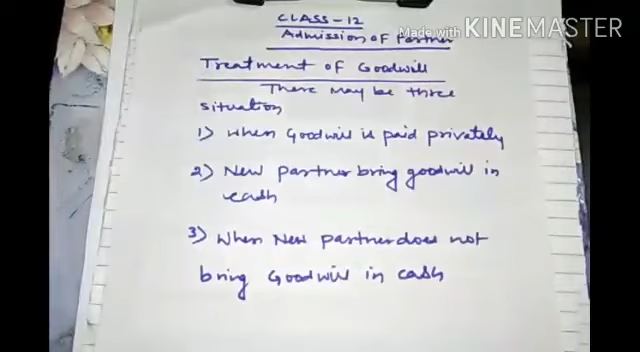 CLASS-12
Admission of Partner
Made with KINEMASTER
Treatment of Goodwill
There may be three
situation
1) when Goodwill is paid privately
2) New partner bring goodwill in
cash
3) When New partner does not
bring Goodwill in cash